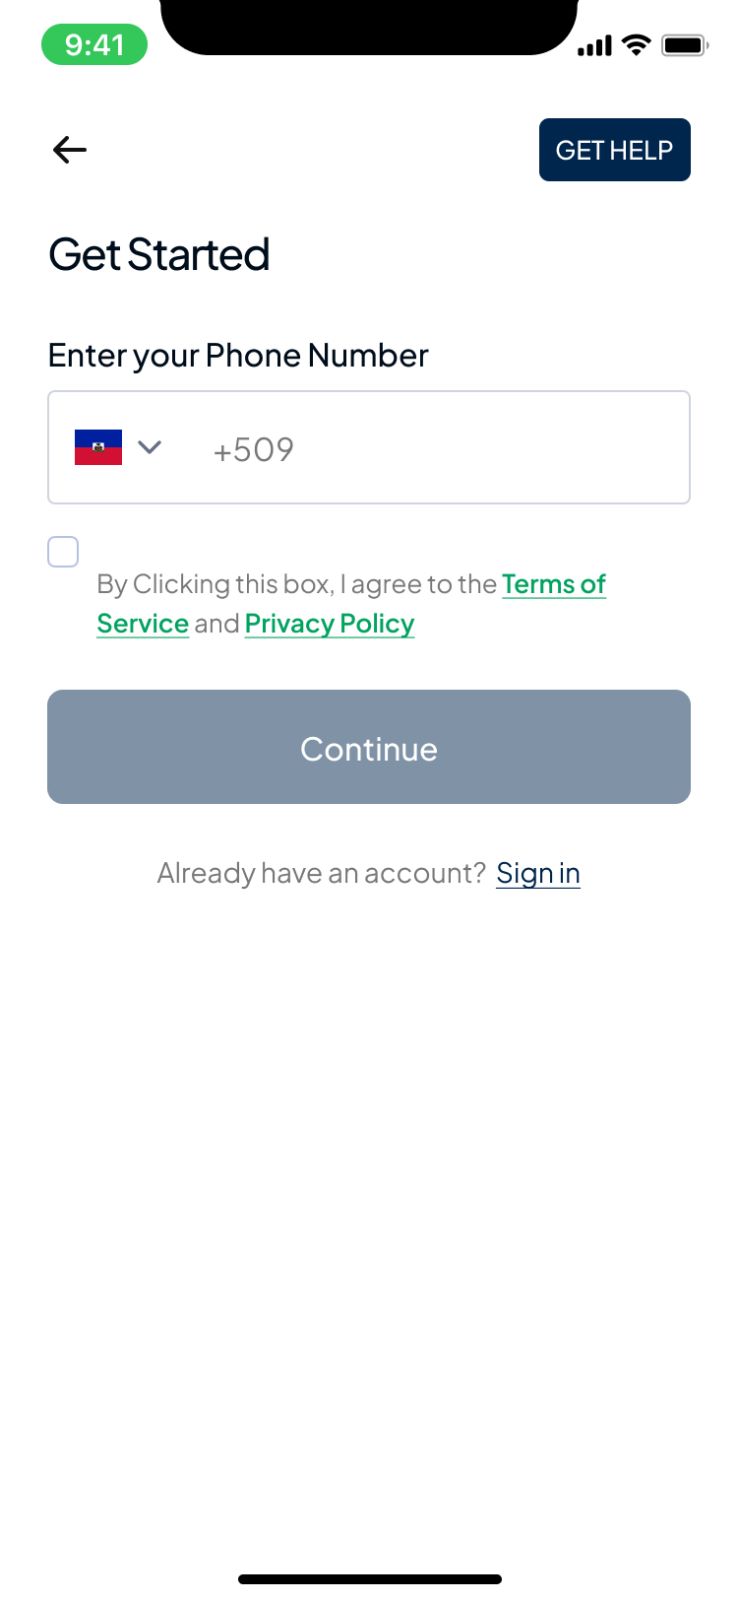 9:41
GET HELP
Get Started
Enter your Phone Number
+509
By Clicking this box, I agree to the Terms of
Service and Privacy Policy
Continue
Already have an account? Sign in